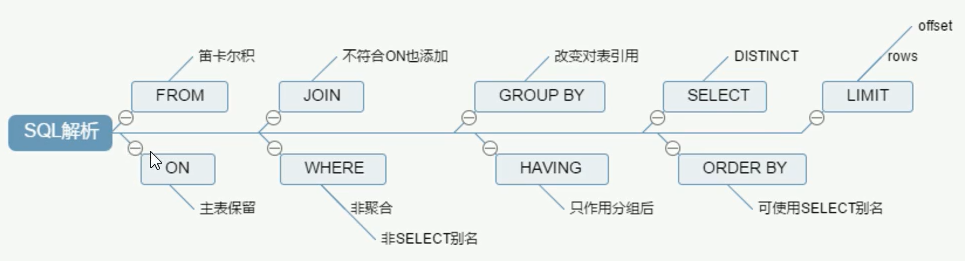 SQL解析
FROM
笛卡尔积
ON
主表保留
JOIN
不符合ON也添加
WHERE
非聚合
非SELECT别名
GROUP BY
改变对表引用
HAVING
只作用分组后
SELECT
DISTINCT
ORDER BY
可使用SELECT别名
LIMIT
offset
rows